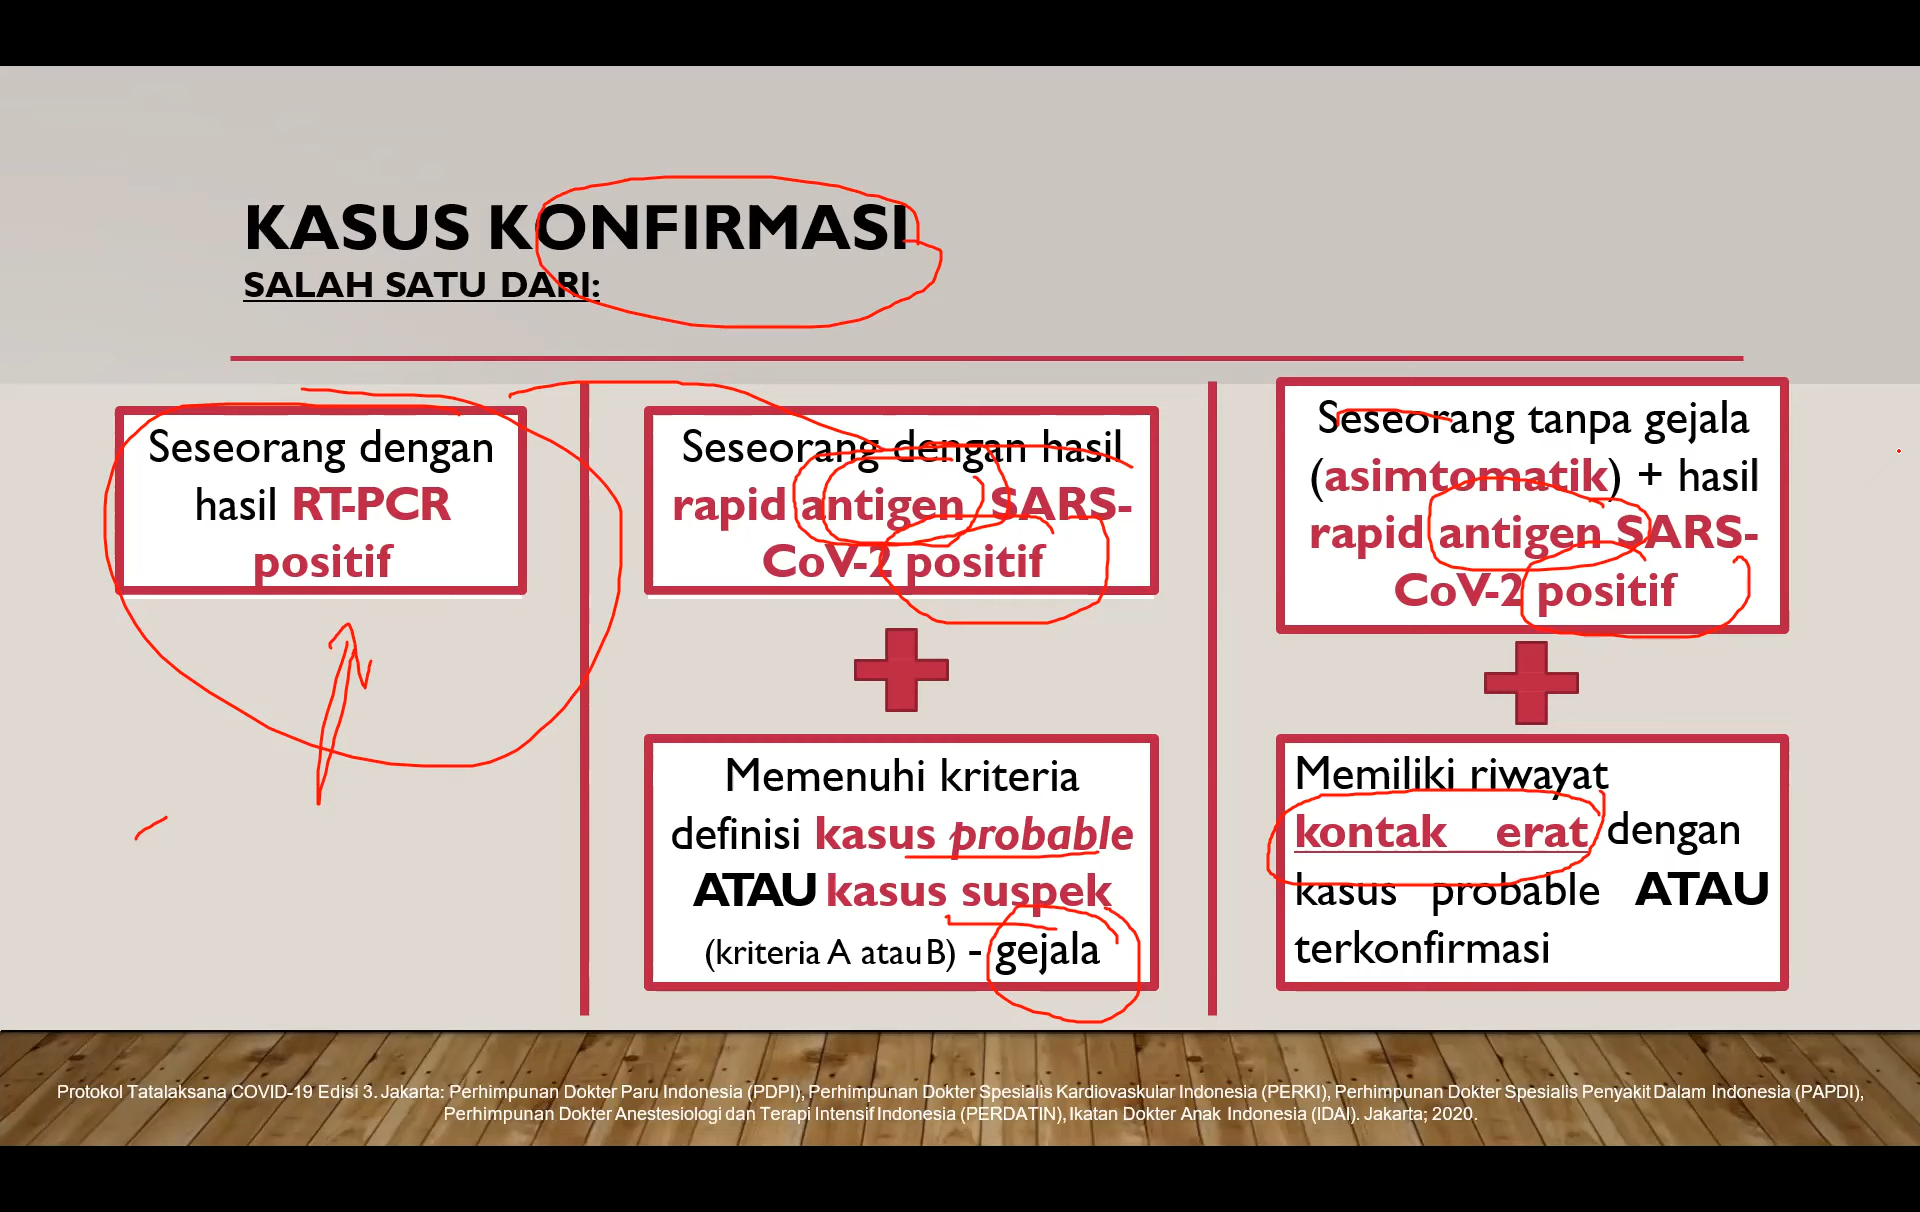 KASUS KONFIRMASI
SALAH SATU DARI:
Seseorang dengan
hasil RT-PCR
positif
Seseorang dengan hasil
rapid antigen SARS-
CoV-2 positif
Memenuhi kriteria
definisi kasus probable
ATAU kasus suspek
(kriteria A atau B) - gejala
Seseorang tanpa gejala
(asimtomatik) + hasil
rapid antigen SARS-
CoV-2 positif
Memiliki riwayat
kontak erat dengan
kasus probable ATAU
terkonfirmasi
Protokol Tatalaksana COVID-19 Edisi 3. Jakarta: Perhimpunan Dokter Paru Indonesia (PDPI), Perhimpunan Dokter Spesialis Kardiovaskular Indonesia (PERKI), Perhimpunan Dokter Spesialis Penyakit Dalam Indonesia (PAPDI),
Perhimpunan Dokter Anestesiologi dan Terapi Intensif Indonesia (PERDATIN), Ikatan Dokter Anak Indonesia (IDAI). Jakarta; 2020.